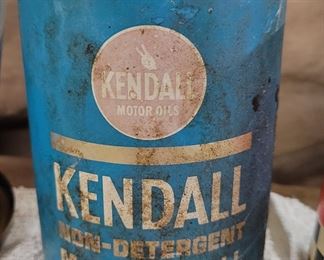 KENDALL
MOTOR OILS
KENDALL
NON-DETERGENT